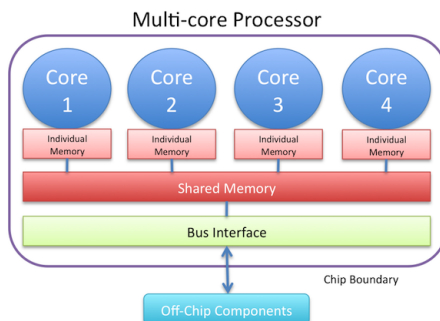 Multi-core Processor
Core
1
Core
2
Core
3
Core
4
Individual
Memory
Individual
Memory
Individual
Memory
Individual
Memory
Shared Memory
Bus Interface
Chip Boundary
Off-Chip Components